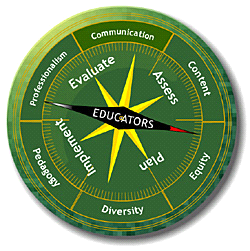 Communication
Professionalism
Content
Evaluate
Assess
EDUCATORS
Implement
Plan
Pedagogy
Equity
Diversity